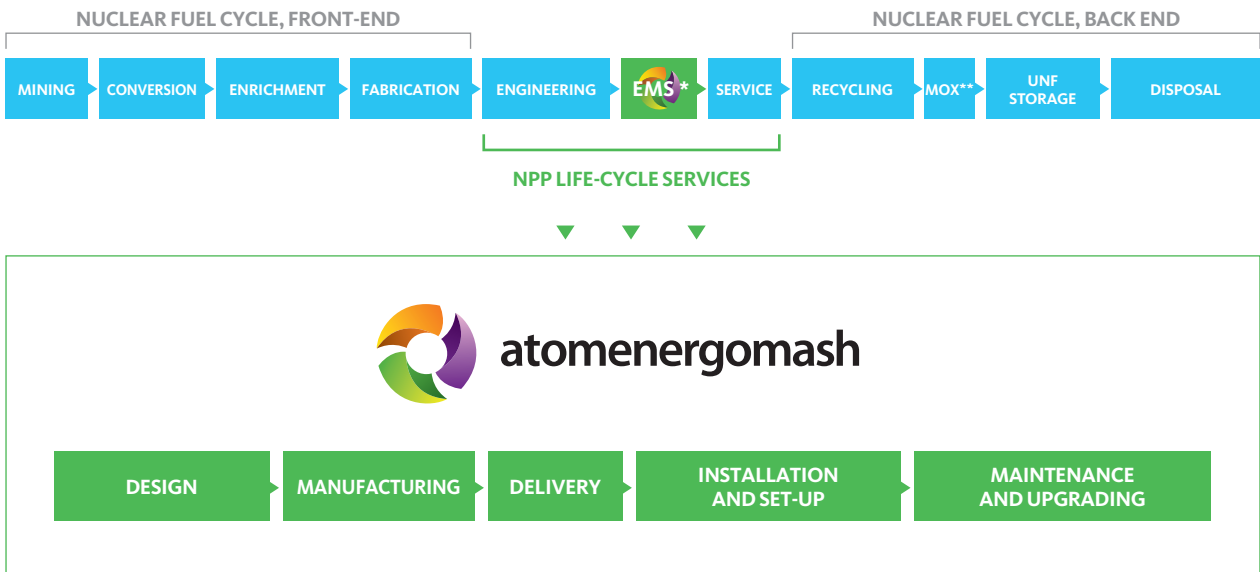 NUCLEAR FUEL CYCLE, FRONT-END
NUCLEAR FUEL CYCLE, BACK END
MINING
CONVERSION
ENRICHMENT
FABRICATION
ENGINEERING
EMS*
SERVICE
RECYCLING
MOX**
UNF
STORAGE
DISPOSAL
NPP LIFE-CYCLE SERVICES
atomenergomash
DESIGN
MANUFACTURING
DELIVERY
INSTALLATION
AND SET-UP
MAINTENANCE
AND UPGRADING